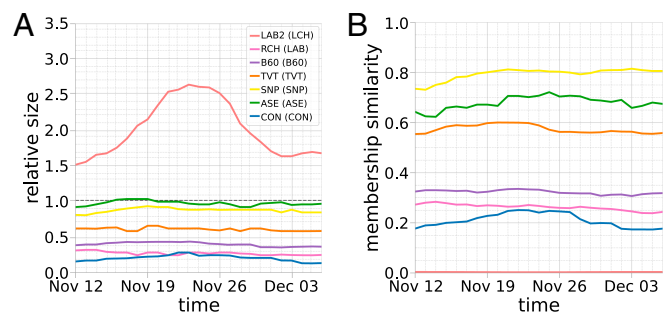 A
3.5
3.0
2.5
2.0
1.5
1.0
0.5
0.0
relative size
LAB2 (LCH)
RCH (LAB)
B60 (B60)
TVT (TVT)
SNP (SNP)
ASE (ASE)
CON (CON)
Nov 12 Nov 19 Nov 26 Dec 03
time
B
1.0
0.8
0.6
0.4
0.2
0.0
membership similarity
Nov 12 Nov 19 Nov 26 Dec 03
time